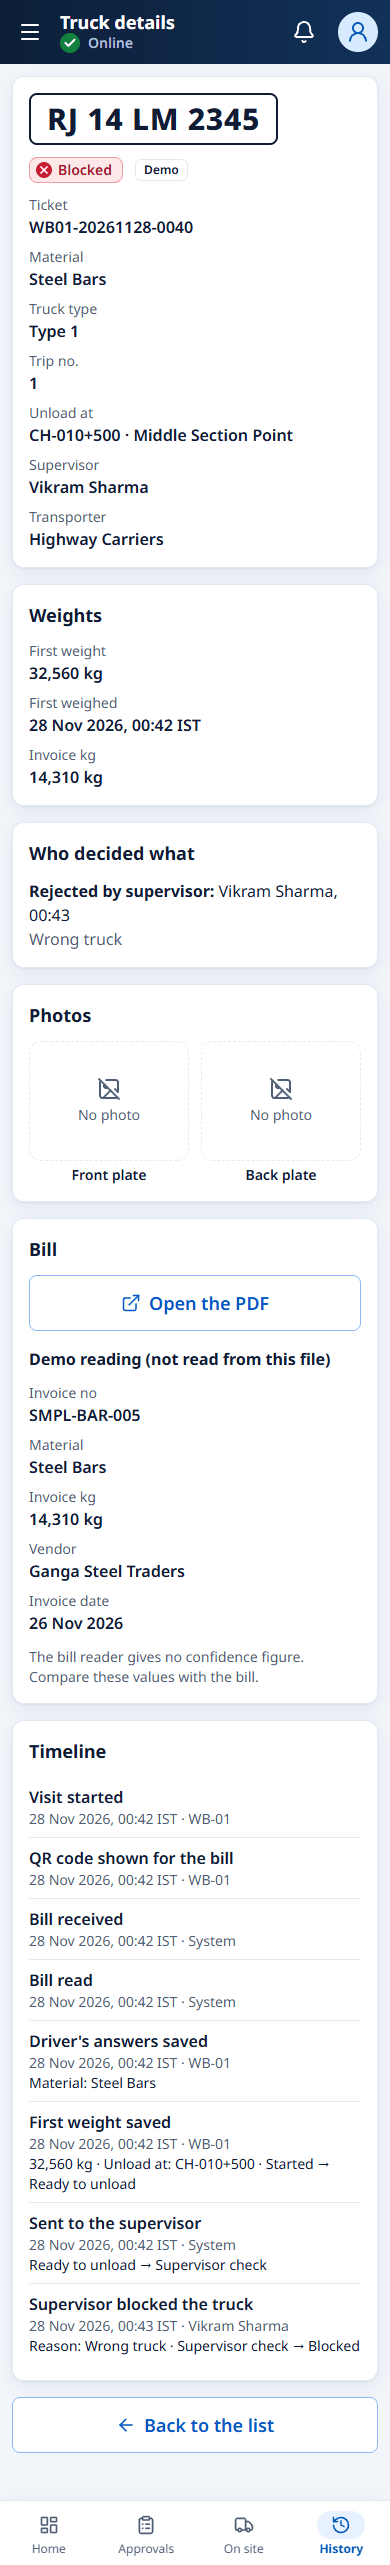 Truck details
Online
RJ 14 LM 2345
Blocked
Demo
Ticket
WB01-20261128-0040
Material
Steel Bars
Truck type
Type 1
Trip no.
1
Unload at
CH-010+500 · Middle Section Point
Supervisor
Vikram Sharma
Transporter
Highway Carriers
Weights
First weight
32,560 kg
First weighed
28 Nov 2026, 00:42 IST
Invoice kg
14,310 kg
Who decided what
Rejected by supervisor: Vikram Sharma,
00:43
Wrong truck
Photos
No photo
No photo
Front plate
Back plate
Bill
Open the PDF
Demo reading (not read from this file)
Invoice no
SMPL-BAR-005
Material
Steel Bars
Invoice kg
14,310 kg
Vendor
Ganga Steel Traders
Invoice date
26 Nov 2026
The bill reader gives no confidence figure.
Compare these values with the bill.
Timeline
Visit started
28 Nov 2026, 00:42 IST · WB-01
QR code shown for the bill
28 Nov 2026, 00:42 IST · WB-01
Bill received
28 Nov 2026, 00:42 IST · System
Bill read
28 Nov 2026, 00:42 IST · System
Driver's answers saved
28 Nov 2026, 00:42 IST · WB-01
Material: Steel Bars
First weight saved
28 Nov 2026, 00:42 IST · WB-01
32,560 kg · Unload at: CH-010+500 · Started →
Ready to unload
Sent to the supervisor
28 Nov 2026, 00:42 IST · System
Ready to unload → Supervisor check
Supervisor blocked the truck
28 Nov 2026, 00:43 IST · Vikram Sharma
Reason: Wrong truck · Supervisor check → Blocked
← Back to the list
Home
Approvals
On site
History